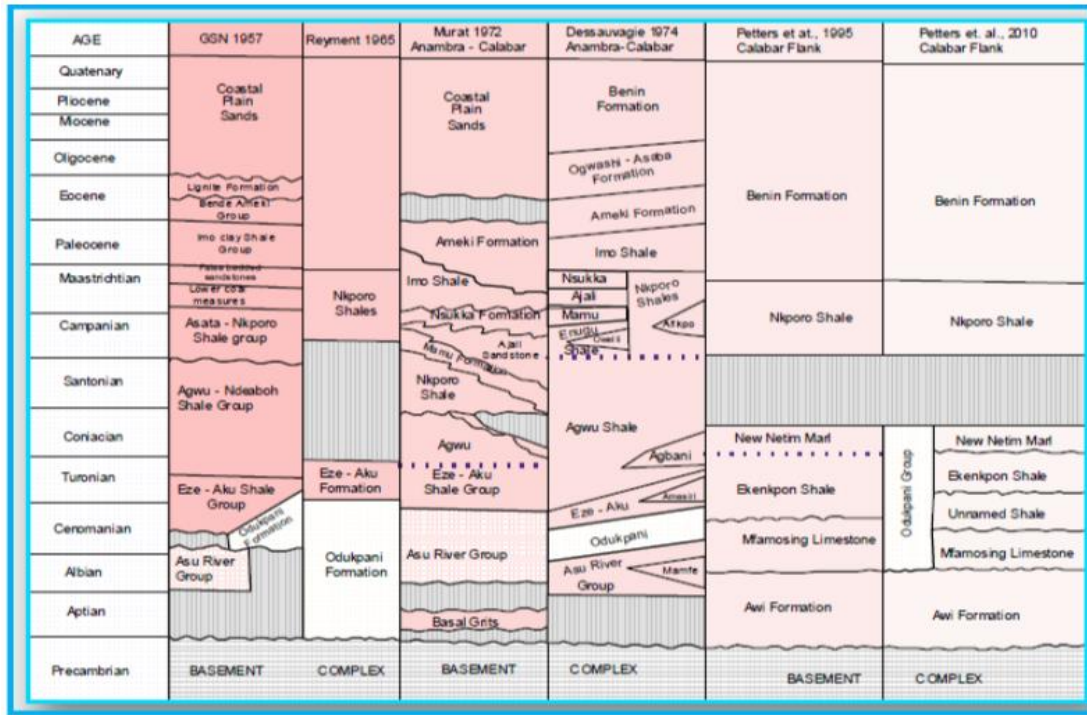 AGE
GSN 1957
Reyment 1965
Murat 1972
Anambra - Calabar
Dessauvagie 1974
Anambra-Calabar
Petters et at., 1995
Calabar Flank
Petters et. al., 2010
Calabar Flank
Quatenary
Pliocene
Miocene
Oligocene
Eocene
Paleocene
Maastrichtian
Campanian
Santonian
Coniacian
Turonian
Cenomanian
Albian
Aptian
Precambrian
Coastal
Plain
Sands
Lignite Formation
Bende Ameki
Group
Imo clay Shale
Group
False bedded
sandstones
Lower coal
measures
Asata - Nkporo
Shale group
Agwu - Ndeaboh
Shale Group
Eze - Aku Shale
Group
Odukpani
Formation
Asu River
Group
BASEMENT
Nkporo
Shales
Eze - Aku
Formation
Odukpani
Formation
COMPLEX
Coastal
Plain
Sands
Ameki Formation
Imo Shale
Nsukka Formation
Ajali
Sandstone
Mamu Formation
Nkporo
Shale
Agwu
Eze - Aku
Shale Group
Asu River Group
Basal Grits
BASEMENT
Benin
Formation
Ogwashi - Asaba
Formation
Ameki Formation
Imo Shale
Nsukka
Ajali
Mamu
Enugu
Shale
Owelli
Nkporo
Shales
Agwu Shale
Agbani
Eze - Aku
Amasiri
Odukpani
Asu River
Group
Mamfe
COMPLEX
Benin Formation
Nkporo Shale
New Netim Marl
Ekenkpon Shale
Mfamosing Limestone
Awi Formation
BASEMENT
Benin Formation
Nkporo Shale
Odukpani Group
New Netim Marl
Ekenkpon Shale
Unnamed Shale
Mfamosing Limestone
Awi Formation
COMPLEX